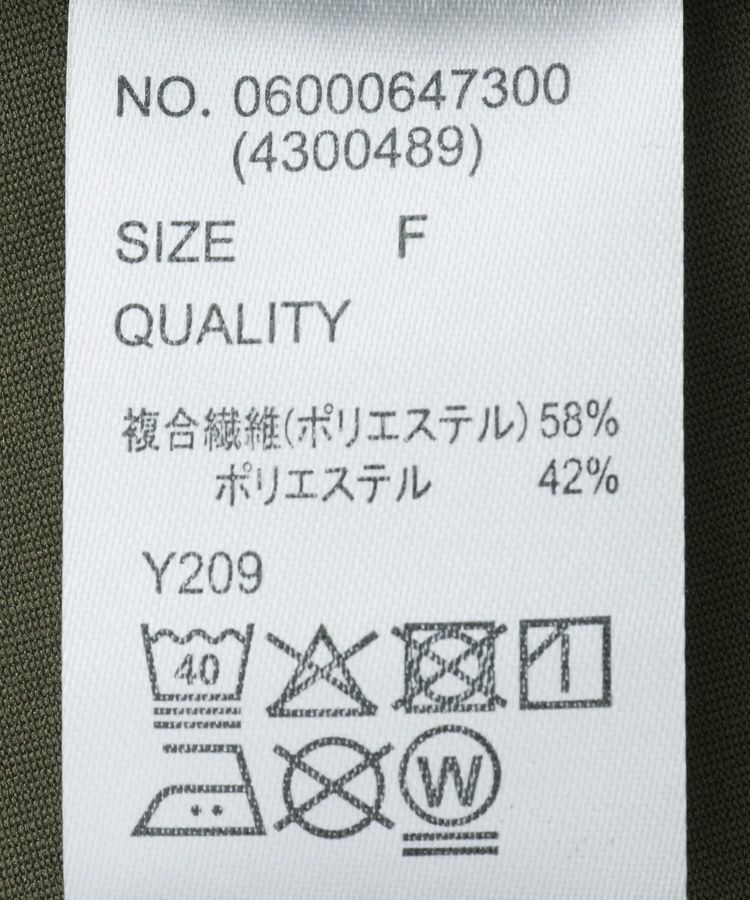 NO. 06000647300
(4300489)
SIZE F
QUALITY
複合繊維(ポリエステル) 58%
ポリエステル 42%
Y209
40
W